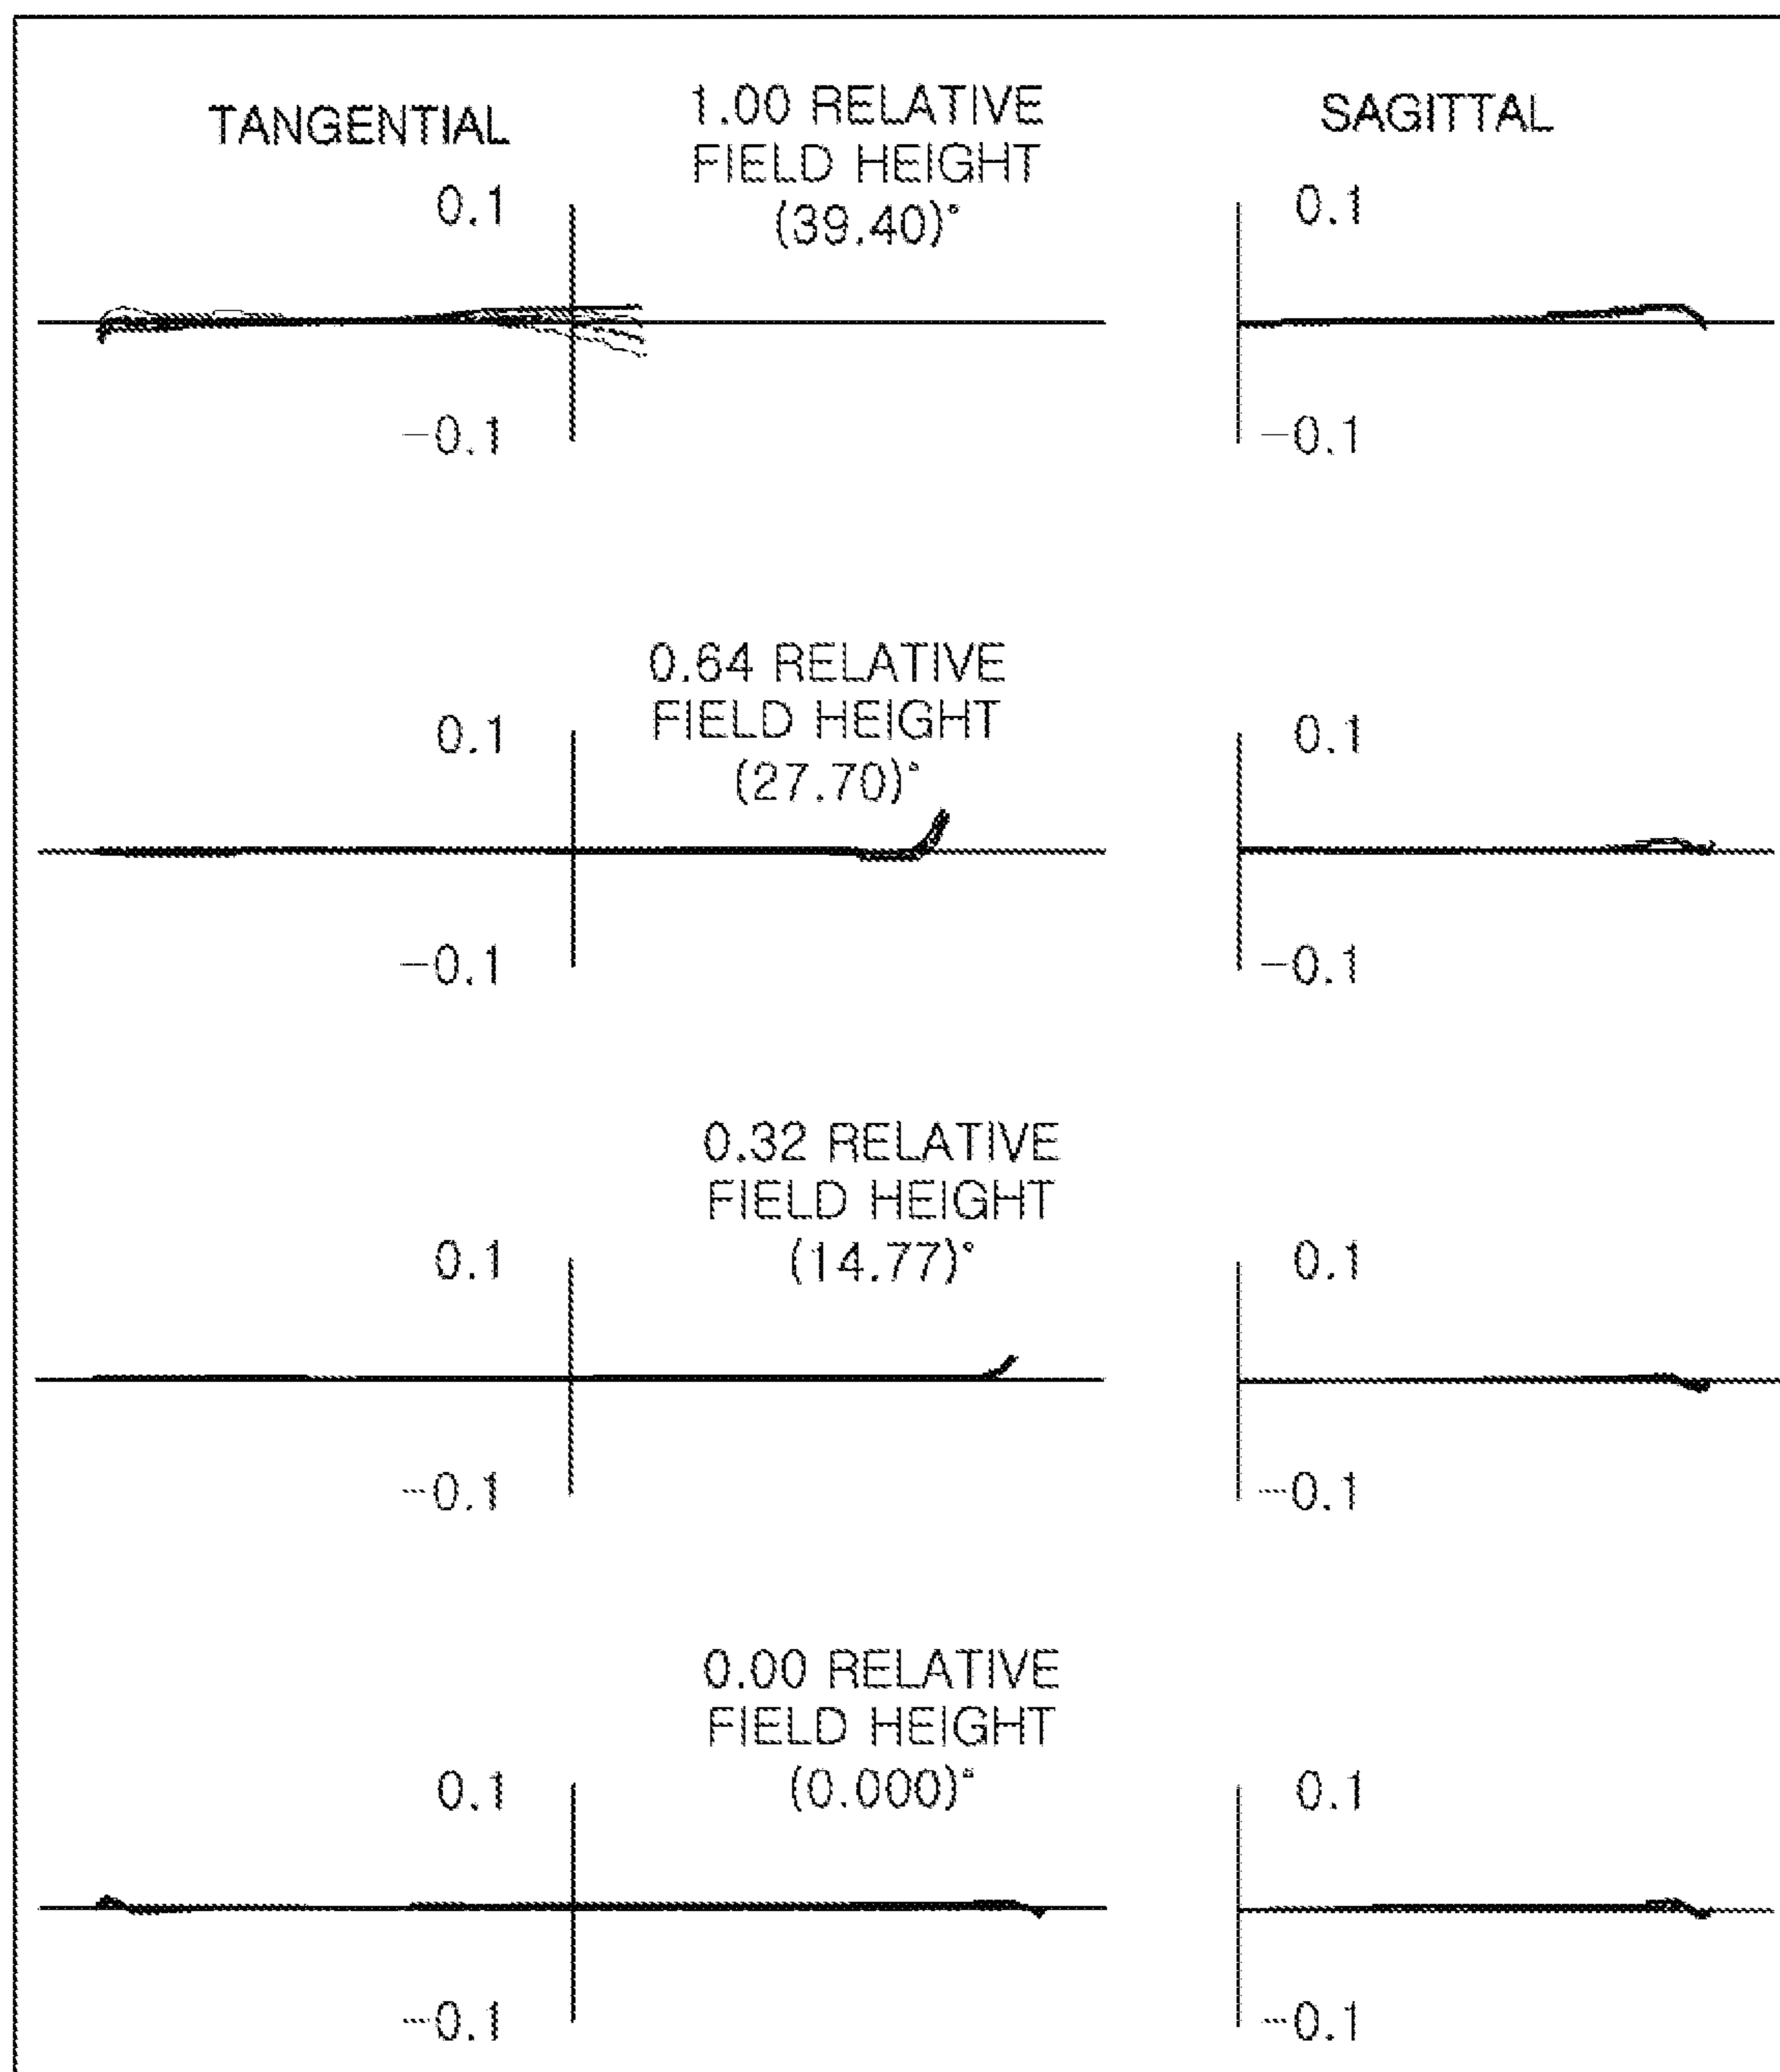 TANGENTIAL
1.00 RELATIVE
FIELD HEIGHT
(39.40)°
SAGITTAL
0.1
0.1
−0.1
−0.1
0.64 RELATIVE
FIELD HEIGHT
(27.70)°
0.1
0.1
−0.1
−0.1
0.32 RELATIVE
FIELD HEIGHT
(14.77)°
0.1
0.1
−0.1
−0.1
0.00 RELATIVE
FIELD HEIGHT
(0.000)°
0.1
0.1
−0.1
−0.1